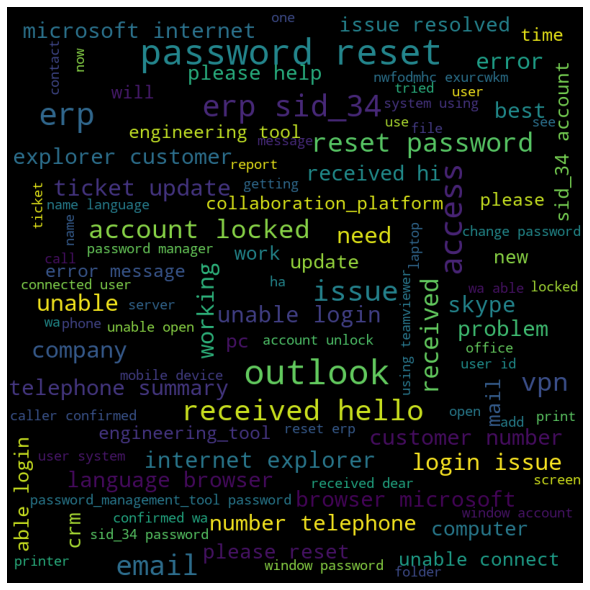 one
microsoft internet
issue resolved
time
password reset
contact
now
please help
error
nwfodmhc exurcwkm
tried
user
erp
erp sid_34
system using
best
will
use
file
see
sid_34 account
engineering tool
message
reset password
explorer customer
report
received hi
access
ticket update
getting
ticket
name language
collaboration_platform
please
name
account locked
need
laptop
change password
call
password manager
work
update
new
error message
connected user
working
ha
using teamviewer
received
wa able
locked
unable
server
issue
skype
wa
phone
unable open
unable login
problem
company
pc
account unlock
office
outlook
user id
telephone summary
mobile device
vpn
mail
caller confirmed
received hello
open
add
print
engineering_tool
reset erp
customer number
able login
user system
internet explorer
login issue
language browser
received dear
screen
password_management_tool password
browser microsoft
window account
crm
confirmed wa
number telephone
computer
sid_34 password
please reset
unable connect
printer
email
window password
folder